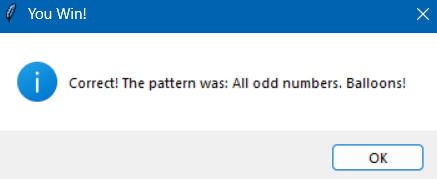 You Win!
Correct! The pattern was: All odd numbers. Balloons!
OK